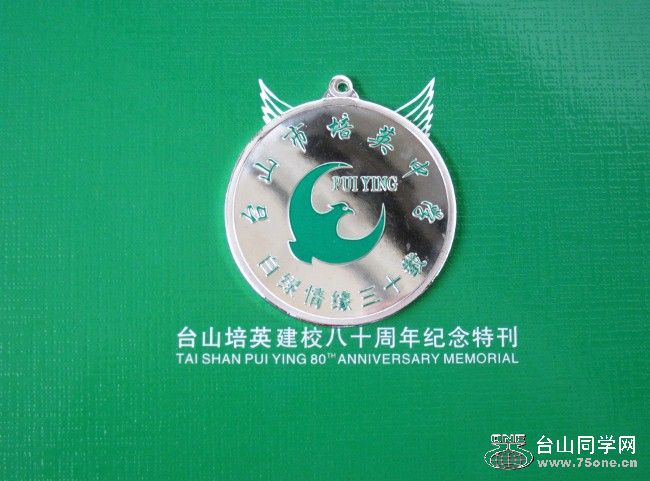 台山市培英中学
PUI YING
白绿情缘三十载
台山培英建校八十周年纪念特刊
TAI SHAN PUI YING 80TH ANNIVERSARY MEMORIAL
ONE
台山同学网
www.75one.cn